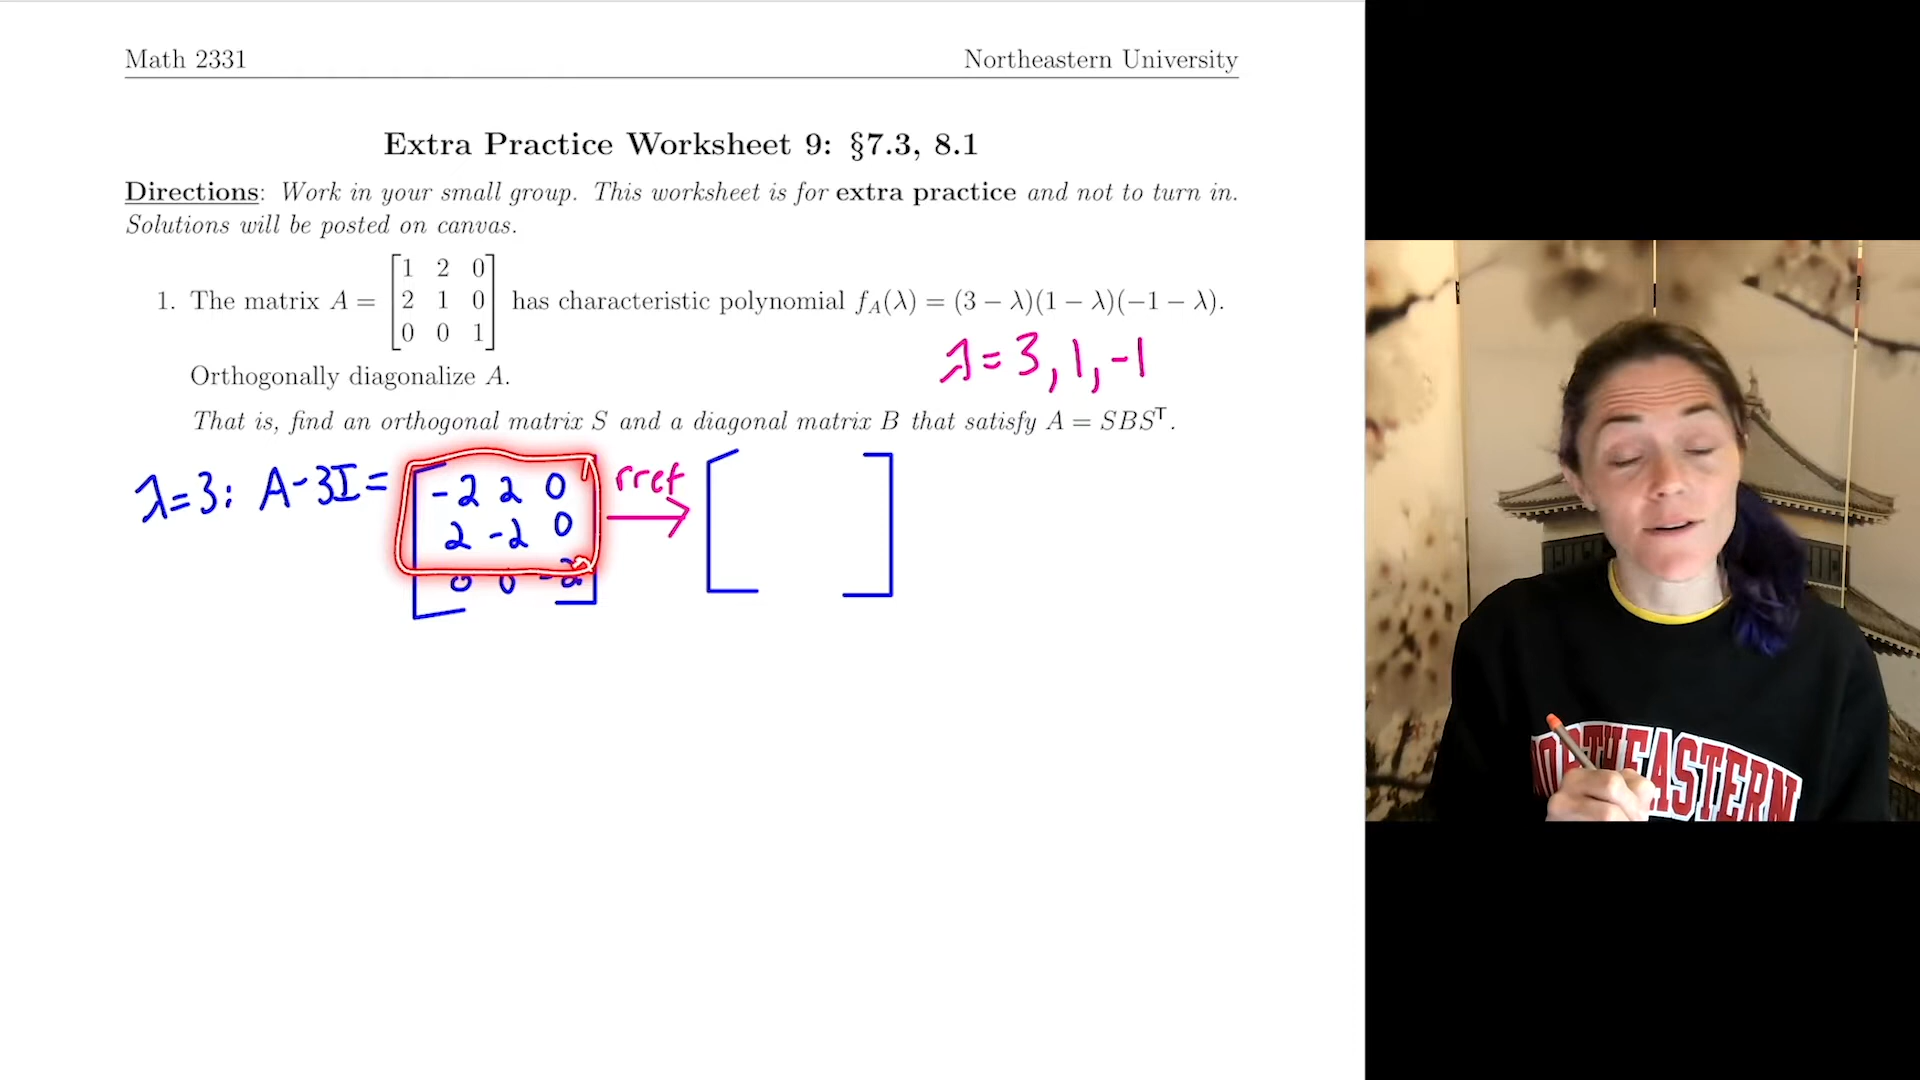 Math 2331 Northeastern University
Extra Practice Worksheet 9: §7.3, 8.1
Directions: Work in your small group. This worksheet is for extra practice and not to turn in.
Solutions will be posted on canvas.
1. The matrix A = [1 2 0
2 1 0
0 0 1] has characteristic polynomial f_A(λ) = (3 − λ)(1 − λ)(−1 − λ).
λ=3, 1, -1
Orthogonally diagonalize A.
That is, find an orthogonal matrix S and a diagonal matrix B that satisfy A = SBSᵀ.
λ=3: A-3I= [-2 2 0
2 -2 0
0 0 -2] rref → [ ]
NORTHEASTERN